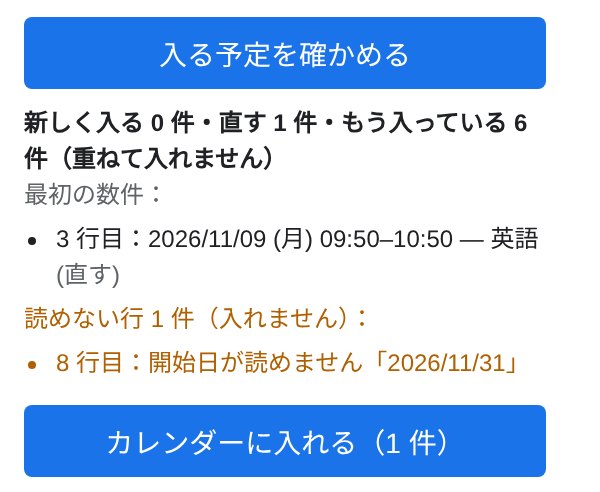 入る予定を確かめる
新しく入る 0 件・直す 1 件・もう入っている 6
件（重ねて入れません）
最初の数件：
• 3 行目：2026/11/09 (月) 09:50–10:50 — 英語
(直す)
読めない行 1 件（入れません）：
• 8 行目：開始日が読めません「2026/11/31」
カレンダーに入れる（1 件）